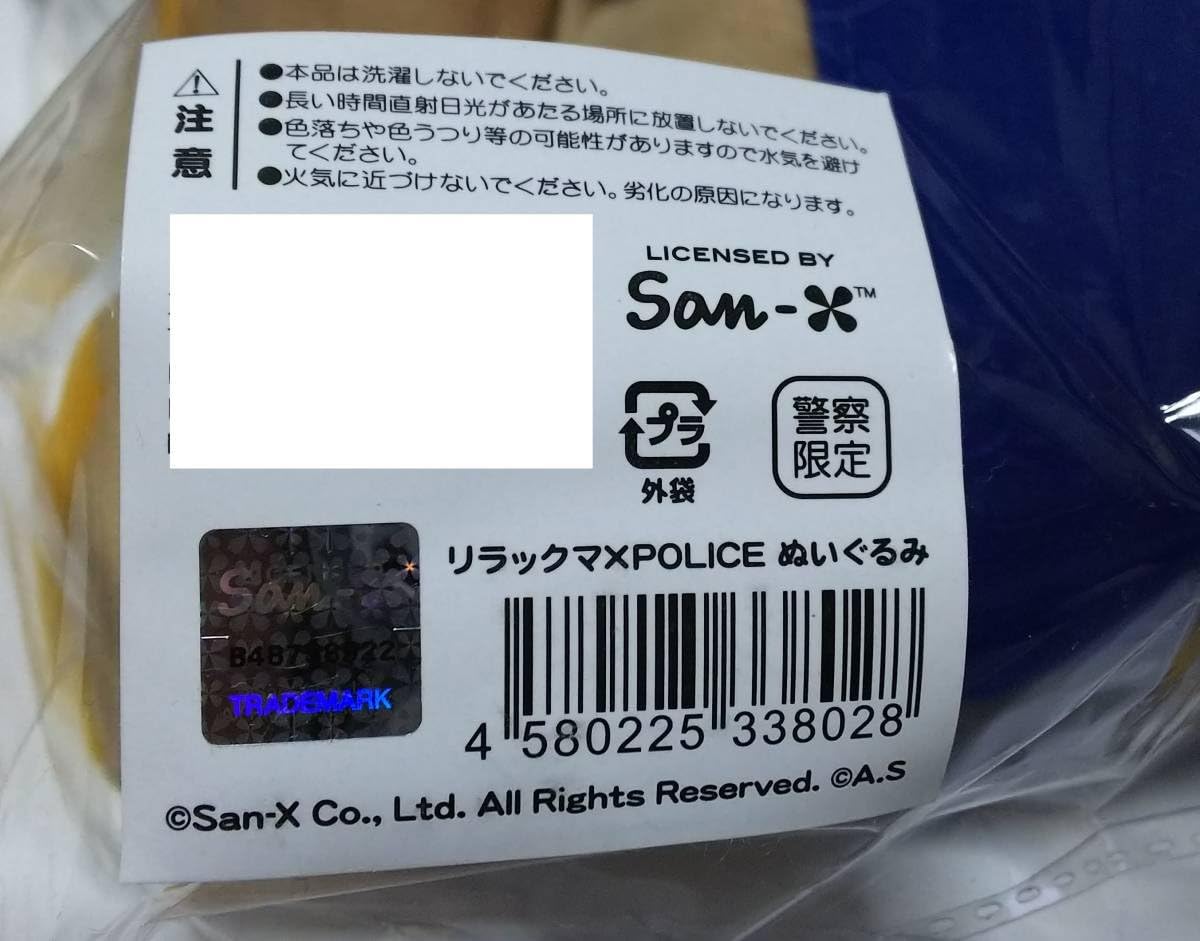 注意
●本品は洗濯しないでください。
●長い時間直射日光があたる場所に放置しないでください。
●色落ちや色うつり等の可能性がありますので水気を避け
てください。
●火気に近づけないでください。劣化の原因になります。
LICENSED BY
San-X™
プラ
外袋
警察
限定
San-X
TRADEMARK
リラックマ×POLICE ぬいぐるみ
4 580225 338028
©San-X Co., Ltd. All Rights Reserved. ©A.S